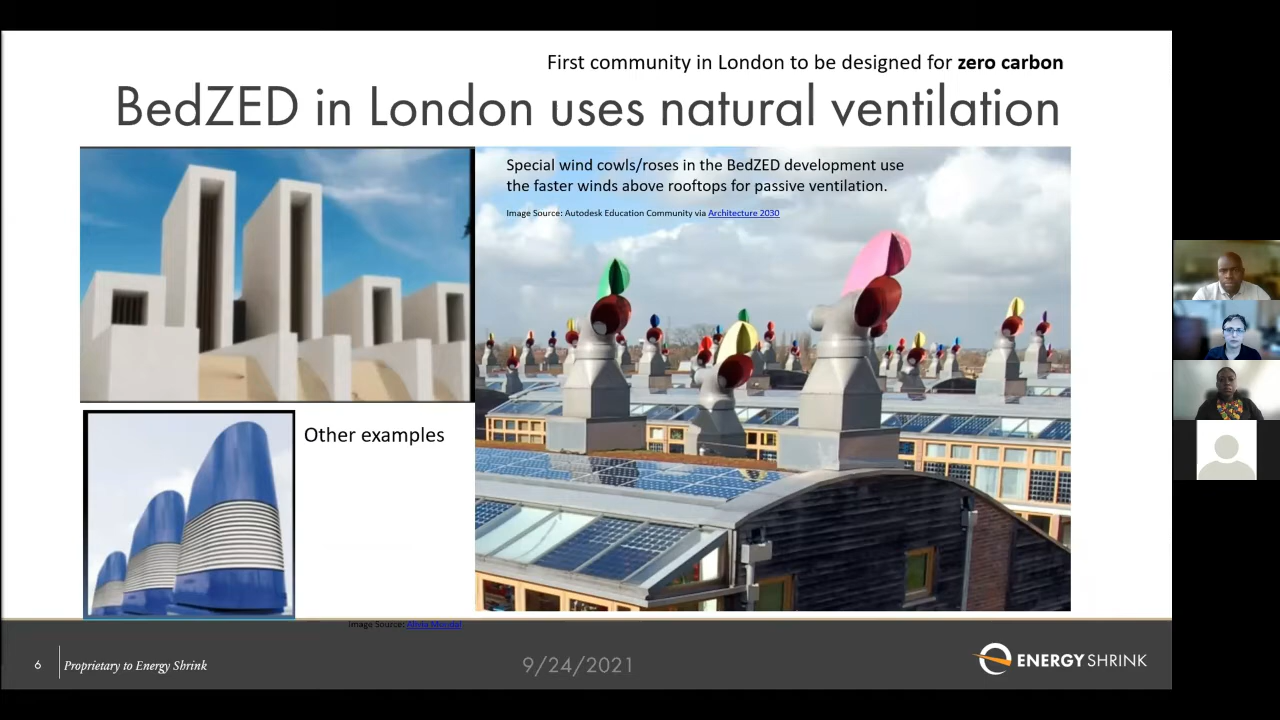 First community in London to be designed for zero carbon
BedZED in London uses natural ventilation
Special wind cowls/roses in the BedZED development use
the faster winds above rooftops for passive ventilation.
Image Source: Autodesk Education Community via Architecture 2030
Other examples
Image Source:
6
Proprietary to Energy Shrink
9/24/2021
ENERGY SHRINK